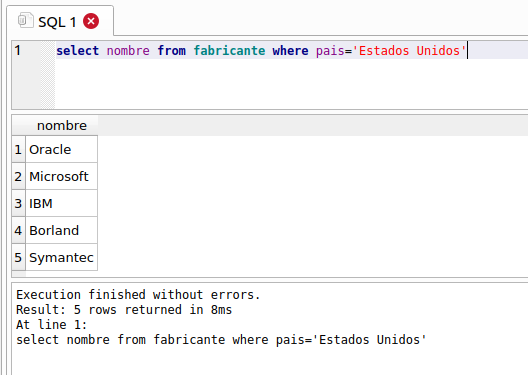 SQL 1
1 select nombre from fabricante where pais='Estados Unidos'
nombre
1 Oracle
2 Microsoft
3 IBM
4 Borland
5 Symantec
Execution finished without errors.
Result: 5 rows returned in 8ms
At line 1:
select nombre from fabricante where pais='Estados Unidos'